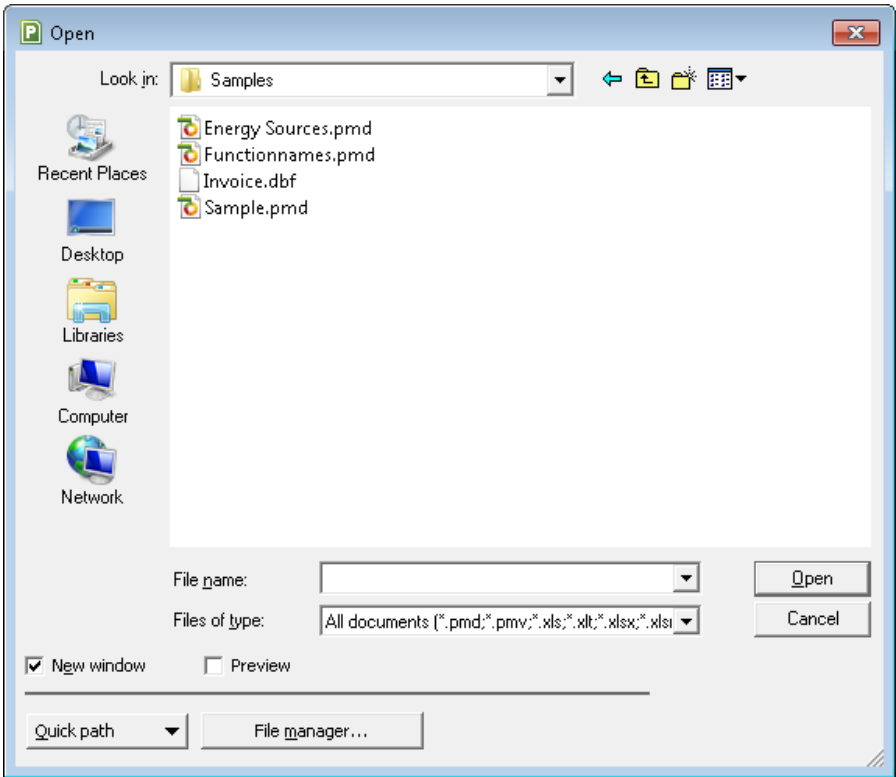 Open
Look in: Samples
Energy Sources.pmd
Functionnames.pmd
Invoice.dbf
Sample.pmd
Recent Places
Desktop
Libraries
Computer
Network
File name:
Open
Files of type: All documents (*.pmd;*.pmv;*.xls;*.xlt;*.xlsx;*.xlsr
Cancel
New window Preview
Quick path File manager...